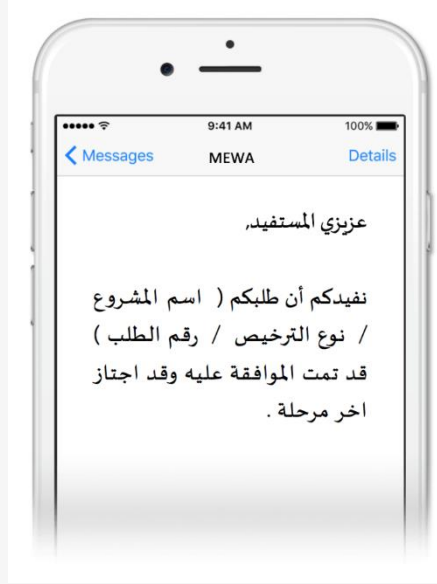 9:41 AM
100%
Messages
MEWA
Details
عزيزي المستفيد,
نفيدكم أن طلبكم ( اسم المشروع
/ نوع الترخيص / رقم الطلب )
قد تمت الموافقة عليه وقد اجتاز
اخر مرحلة .